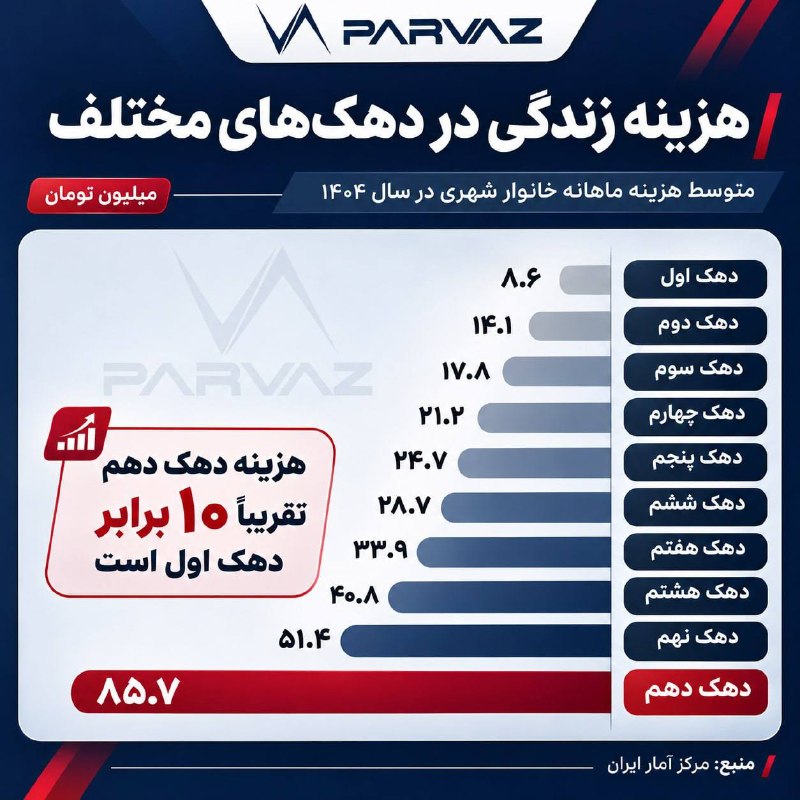 PARVAZ
هزینه زندگی در دهک‌های مختلف
متوسط هزینه ماهانه خانوار شهری در سال ۱۴۰۴
میلیون تومان
دهک اول ۸.۶
دهک دوم ۱۴.۱
دهک سوم ۱۷.۸
دهک چهارم ۲۱.۲
دهک پنجم ۲۴.۷
دهک ششم ۲۸.۷
دهک هفتم ۳۳.۹
دهک هشتم ۴۰.۸
دهک نهم ۵۱.۴
دهک دهم ۸۵.۷
PARVAZ
هزینه دهک دهم
تقریباً ۱۰ برابر
دهک اول است
منبع: مرکز آمار ایران